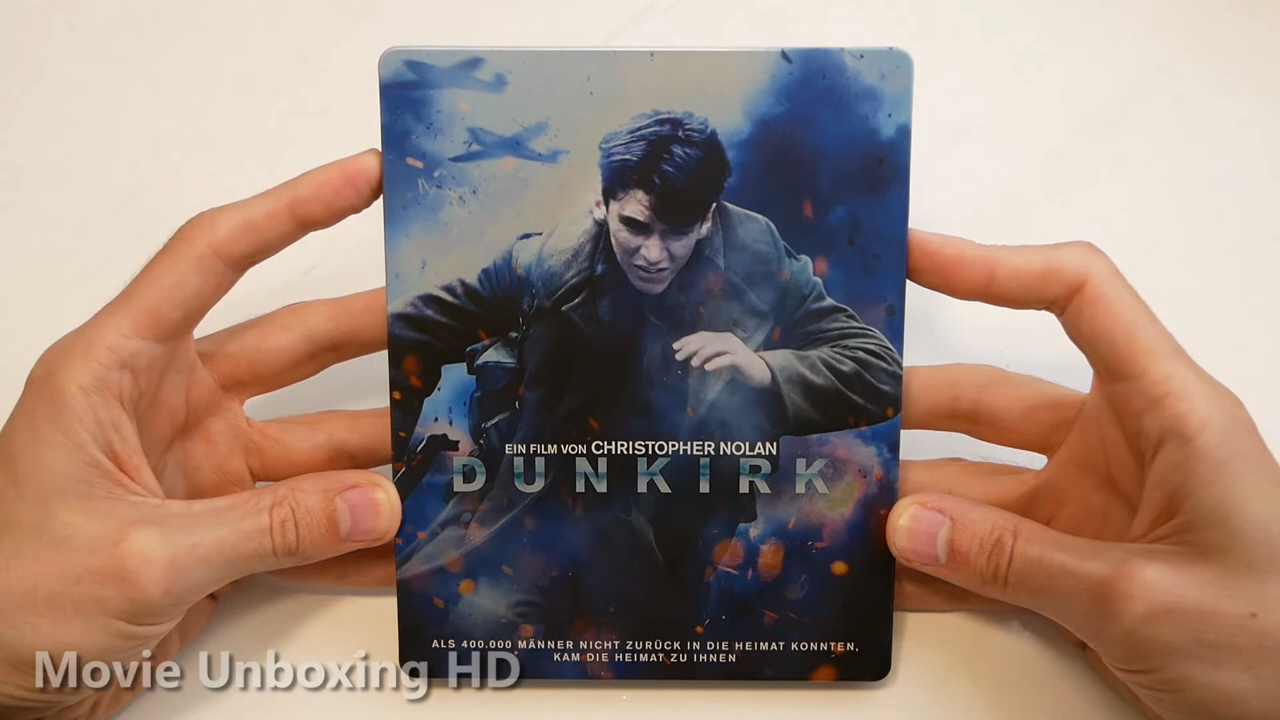 EIN FILM VON CHRISTOPHER NOLAN
DUNKIRK
ALS 400.000 MÄNNER NICHT ZURÜCK IN DIE HEIMAT KONNTEN,
KAM DIE HEIMAT ZU IHNEN
Movie Unboxing HD